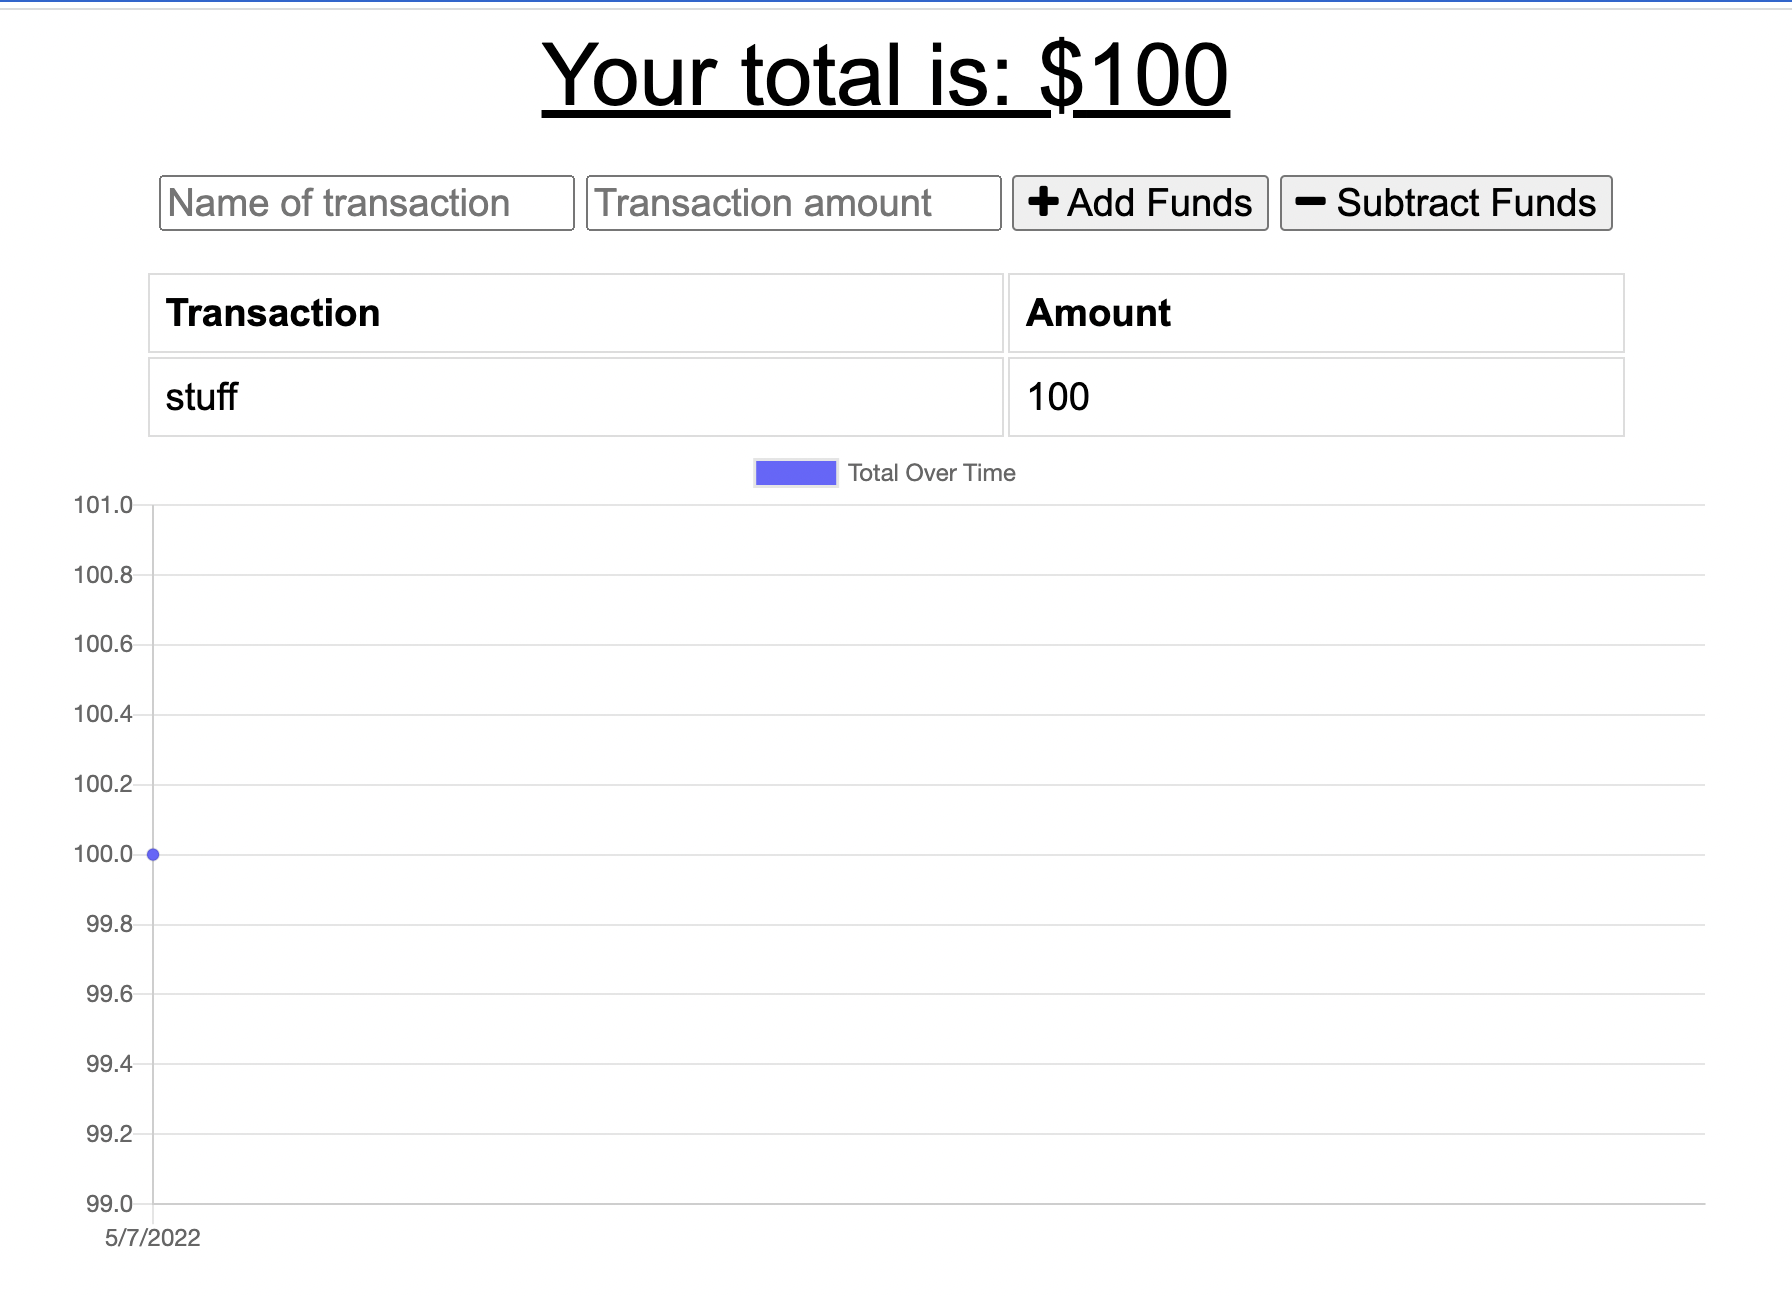 Your total is: $100
Name of transaction Transaction amount + Add Funds − Subtract Funds
Transaction Amount
stuff 100
Total Over Time
101.0
100.8
100.6
100.4
100.2
100.0
99.8
99.6
99.4
99.2
99.0
5/7/2022